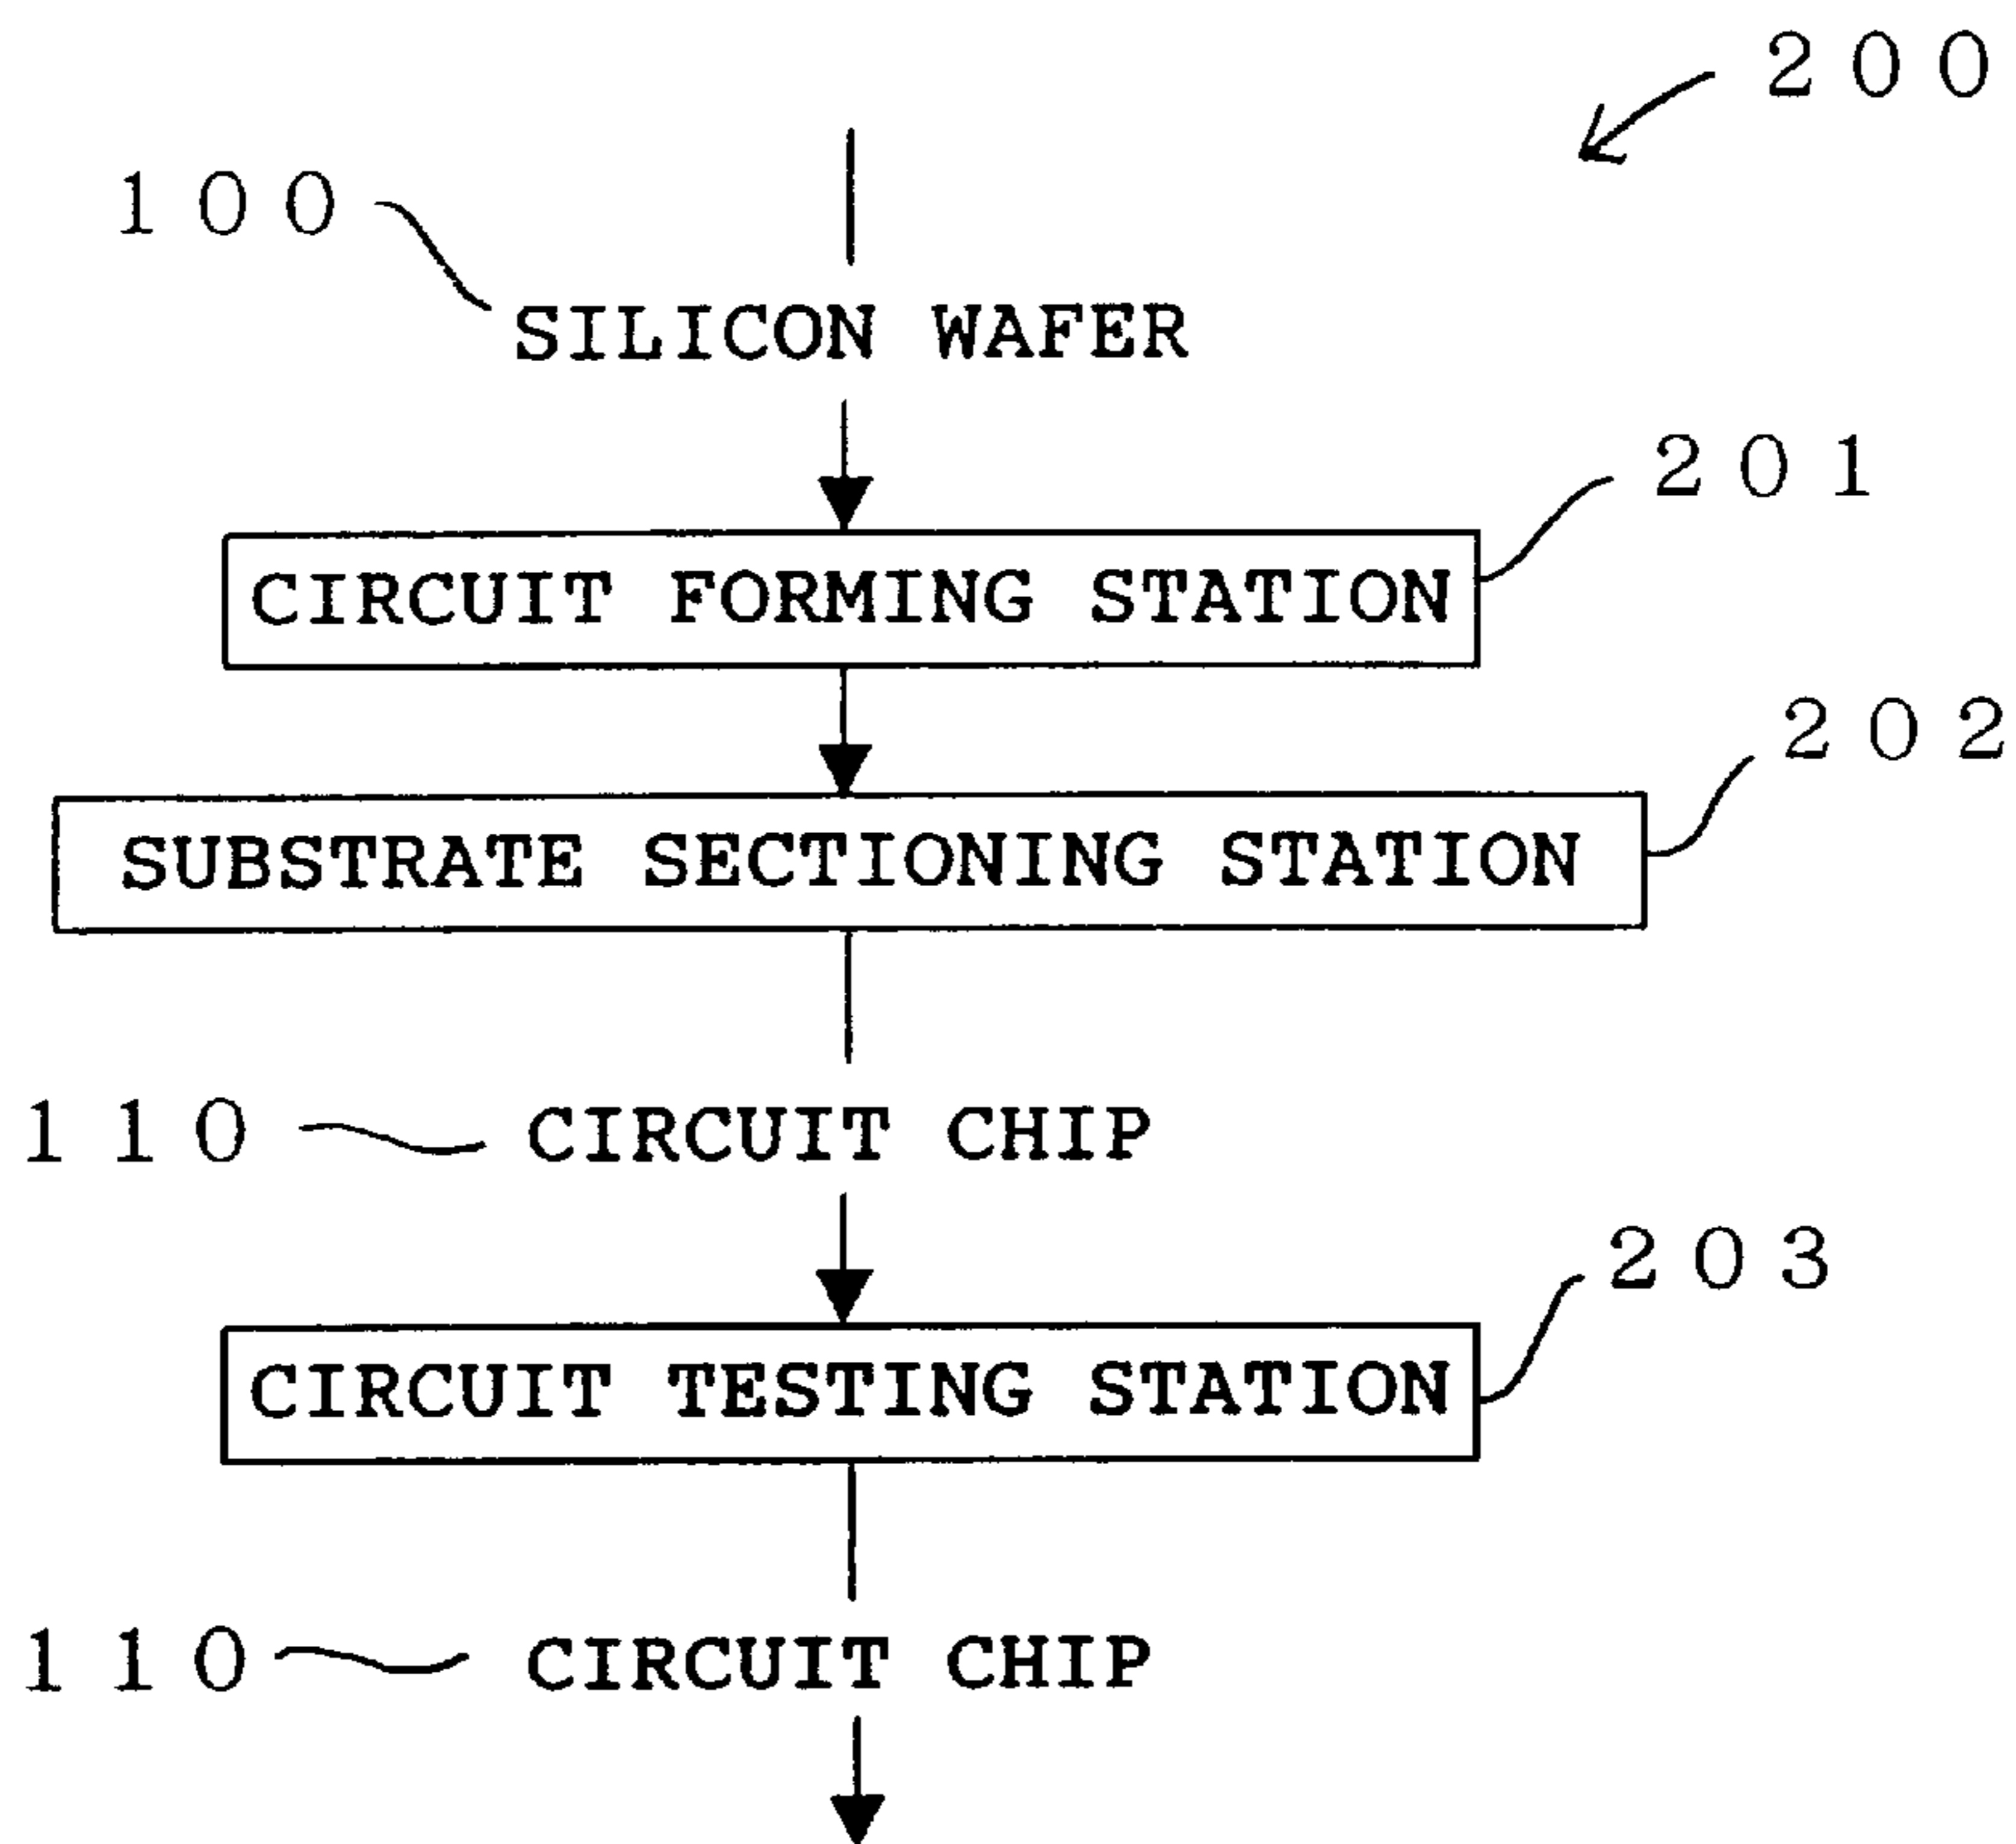 200
100
SILICON WAFER
201
CIRCUIT FORMING STATION
202
SUBSTRATE SECTIONING STATION
110 CIRCUIT CHIP
203
CIRCUIT TESTING STATION
110 CIRCUIT CHIP